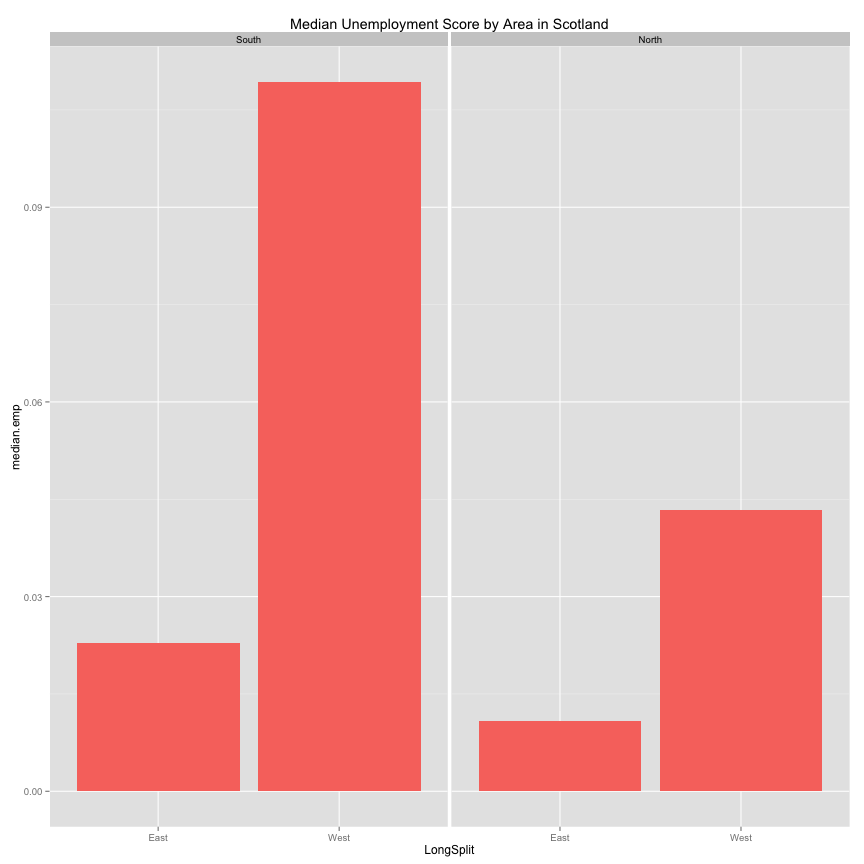 Median Unemployment Score by Area in Scotland
South North
0.09
0.06
0.03
0.00
median.emp
East West East West
LongSplit